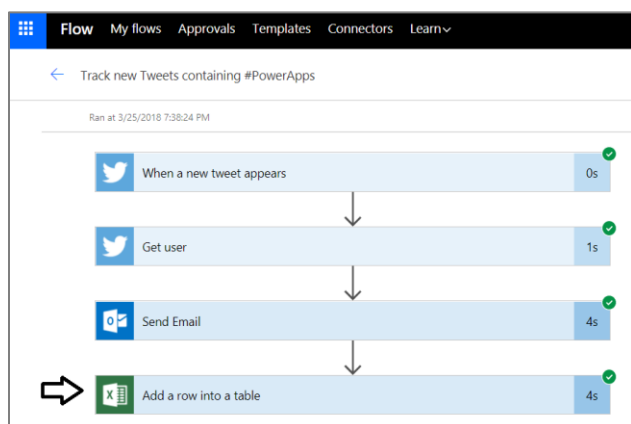 Flow My flows Approvals Templates Connectors Learn
Track new Tweets containing #PowerApps
Ran at 3/25/2018 7:38:24 PM
When a new tweet appears 0s
Get user 1s
Send Email 4s
Add a row into a table 4s